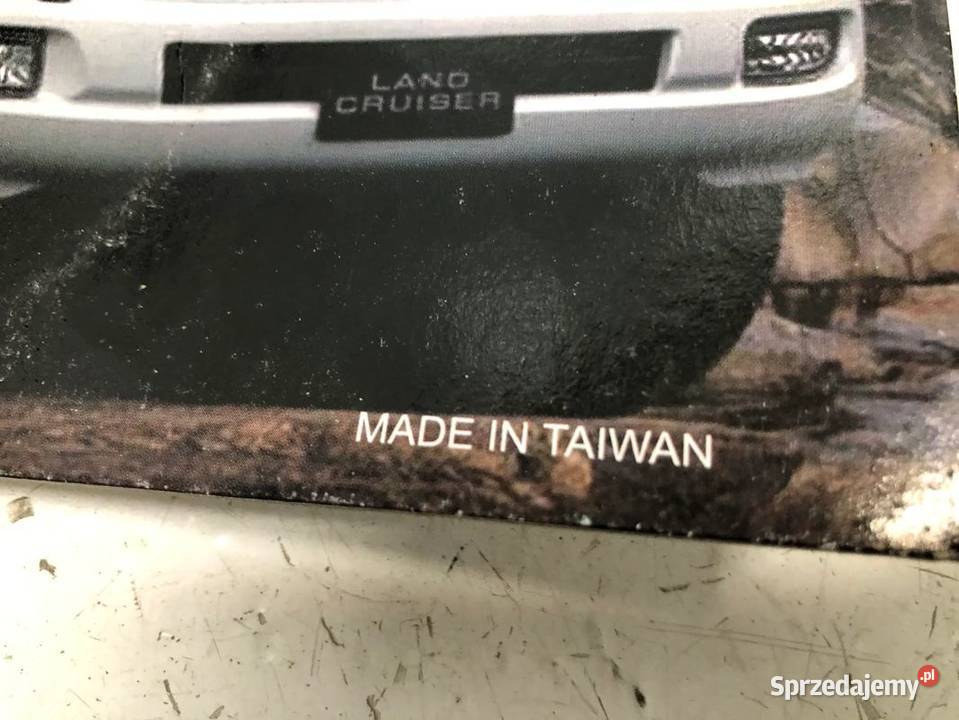 LAND
CRUISER
MADE IN TAIWAN
Sprzedajemy.pl